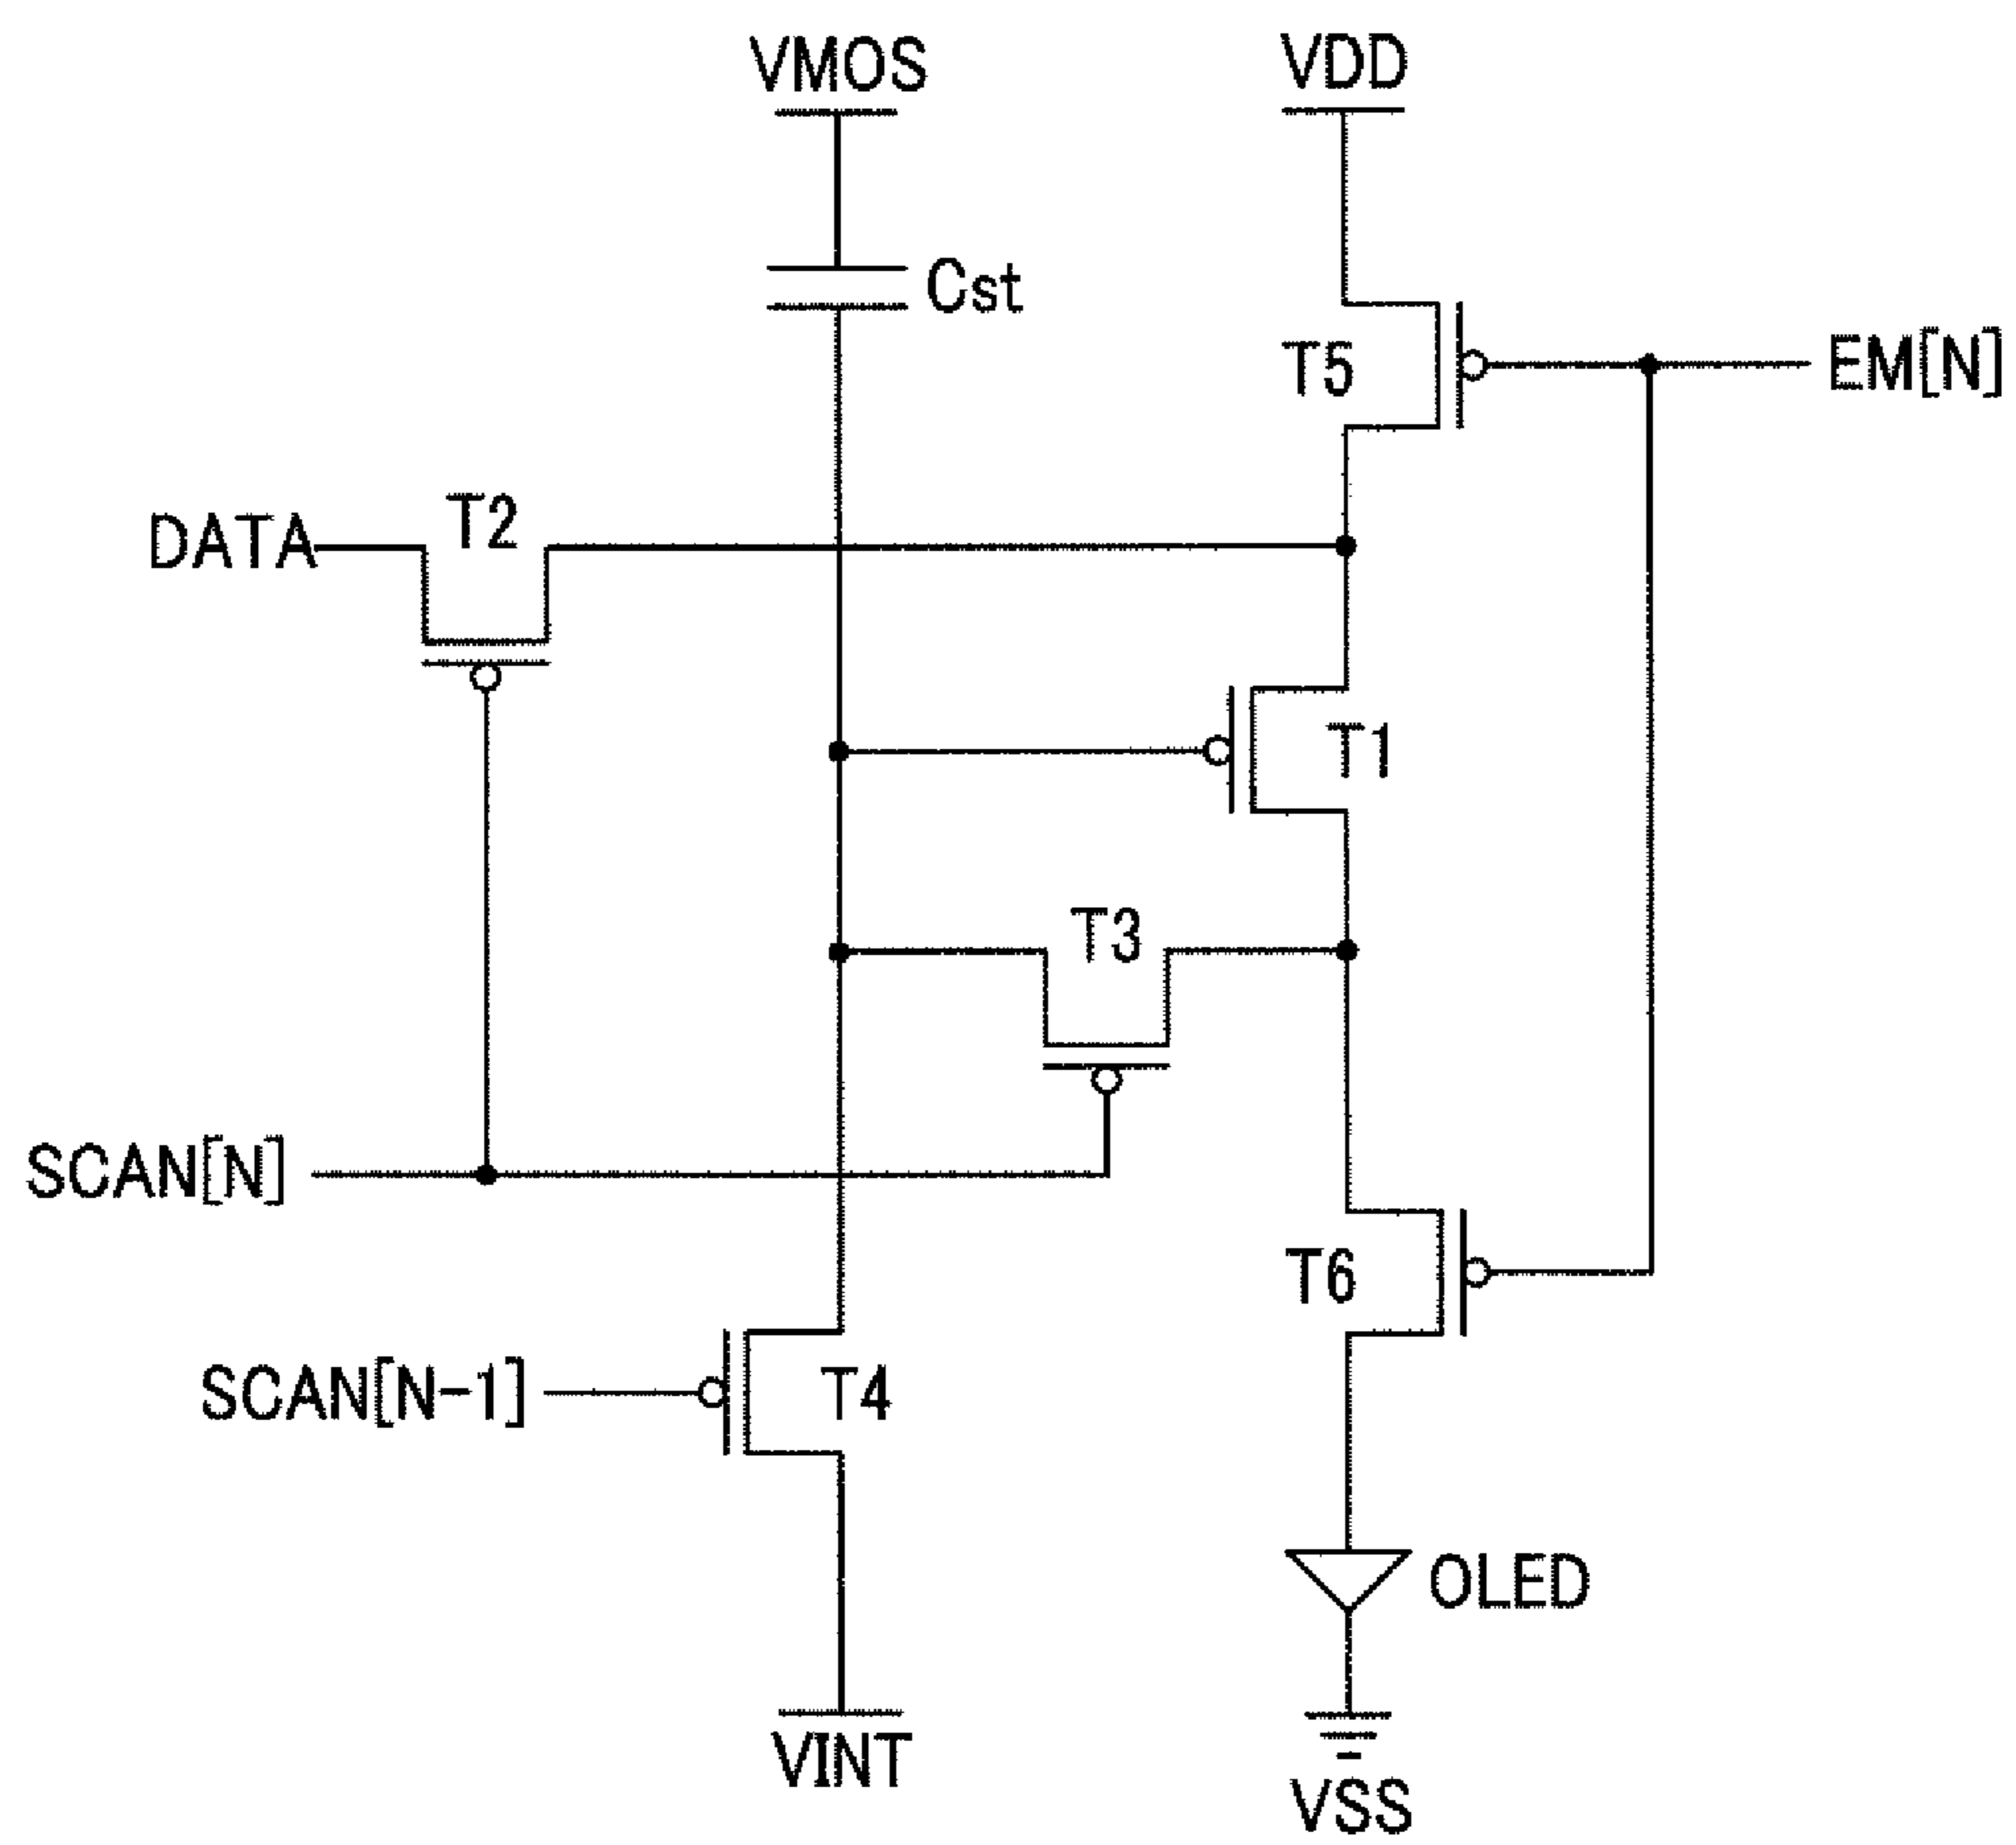 VMOS
VDD
Cst
T5
EM[N]
DATA
T2
T1
T3
SCAN[N]
T6
SCAN[N-1]
T4
OLED
VINT
VSS